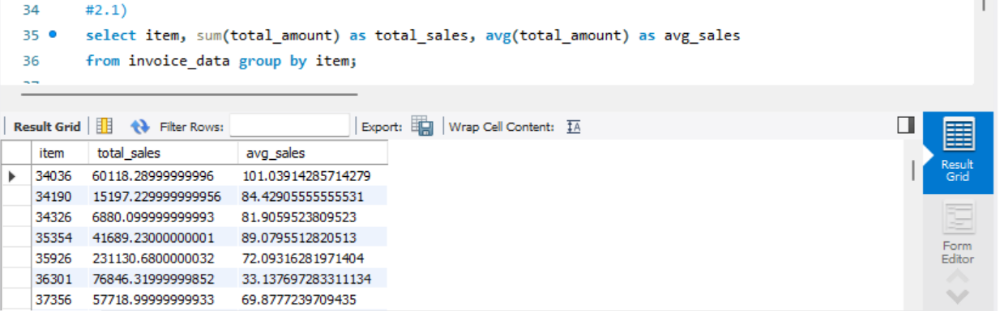 34 #2.1)
35 select item, sum(total_amount) as total_sales, avg(total_amount) as avg_sales
36 from invoice_data group by item;
Result Grid Filter Rows: Export: Wrap Cell Content: IA
item total_sales avg_sales
34036 60118.28999999996 101.03914285714279
34190 15197.229999999956 84.42905555555531
34326 6880.099999999993 81.9059523809523
35354 41689.23000000001 89.0795512820513
35926 231130.6800000032 72.09316281971404
36301 76846.31999999852 33.137697283311134
37356 57718.99999999933 69.8777239709435
Result
Grid
Form
Editor